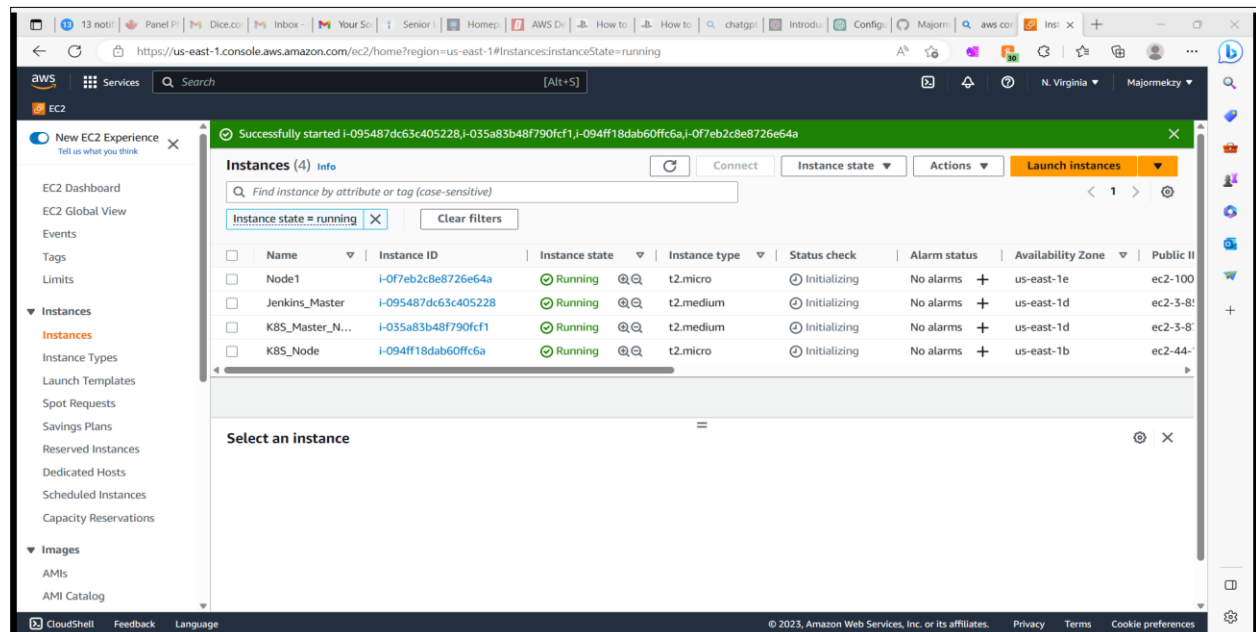 13 notif Panel P Dice.co Inbox - Your Sc Senior Homep AWS De How to How to chatgp Introdu Config Majorm aws con Inst
https://us-east-1.console.aws.amazon.com/ec2/home?region=us-east-1#Instances:instanceState=running
30
aws Services Search [Alt+S] N. Virginia Majormekzy
EC2
New EC2 Experience
Tell us what you think
Successfully started i-095487dc63c405228,i-035a83b48f790fcf1,i-094ff18dab60ffc6a,i-0f7eb2c8e8726e64a
Instances (4) Info Connect Instance state Actions Launch instances
Find instance by attribute or tag (case-sensitive) 1
Instance state = running Clear filters
Name Instance ID Instance state Instance type Status check Alarm status Availability Zone Public II
Node1 i-0f7eb2c8e8726e64a Running t2.micro Initializing No alarms + us-east-1e ec2-100
Jenkins_Master i-095487dc63c405228 Running t2.medium Initializing No alarms + us-east-1d ec2-3-8
K8S_Master_N... i-035a83b48f790fcf1 Running t2.medium Initializing No alarms + us-east-1d ec2-3-8
K8S_Node i-094ff18dab60ffc6a Running t2.micro Initializing No alarms + us-east-1b ec2-44-
Select an instance
EC2 Dashboard
EC2 Global View
Events
Tags
Limits
Instances
Instances
Instance Types
Launch Templates
Spot Requests
Savings Plans
Reserved Instances
Dedicated Hosts
Scheduled Instances
Capacity Reservations
Images
AMIs
AMI Catalog
CloudShell Feedback Language © 2023, Amazon Web Services, Inc. or its affiliates. Privacy Terms Cookie preferences